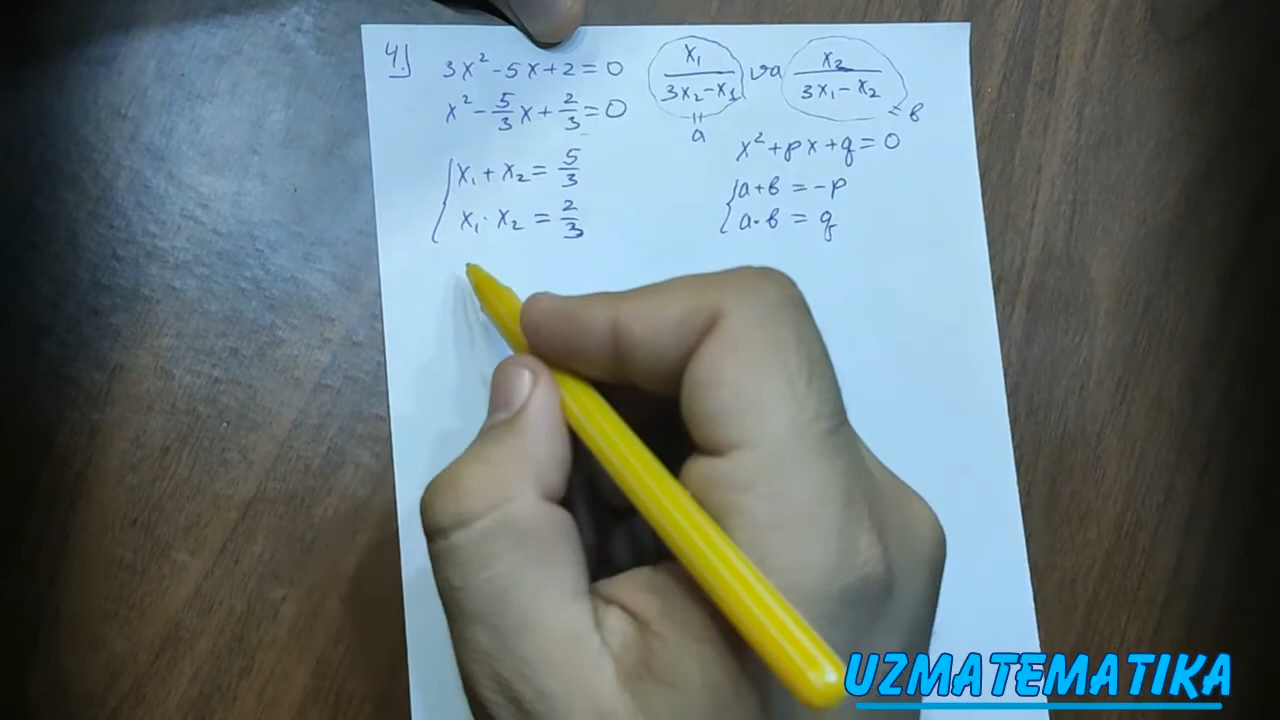 4.) 3x² - 5x + 2 = 0
x₁/(3x₂ - x₁) va x₂/(3x₁ - x₂)
= a
= b
x² - 5/3 x + 2/3 = 0
x² + px + q = 0
{ x₁ + x₂ = 5/3
x₁ · x₂ = 2/3
{ a + b = -p
a · b = q
UZMATEMATIKA